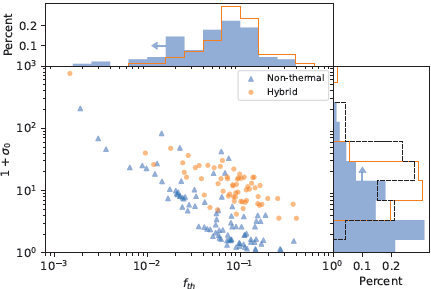 Percent
0.2
0.1
10³
Non-thermal
Hybrid
10²
1 + σ₀
10¹
10⁰
10⁻³ 10⁻² 10⁻¹ 10⁰ 0.1 0.2
f_th
Percent